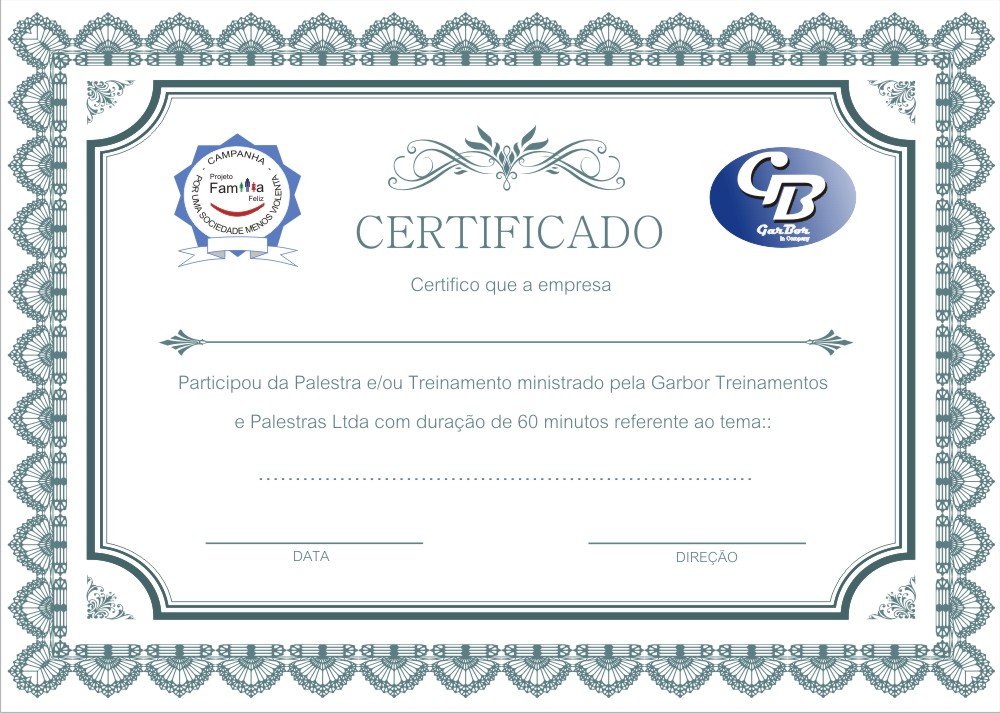 CAMPANHA
Projeto
Família
Feliz
POR UMA SOCIEDADE MENOS VIOLENTA
GB
GarBor
in Company
CERTIFICADO
Certifico que a empresa
Participou da Palestra e/ou Treinamento ministrado pela Garbor Treinamentos
e Palestras Ltda com duração de 60 minutos referente ao tema::
DATA
DIREÇÃO